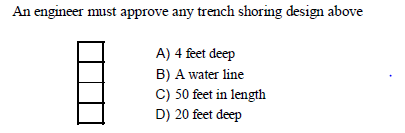 An engineer must approve any trench shoring design above
A) 4 feet deep
B) A water line
C) 50 feet in length
D) 20 feet deep